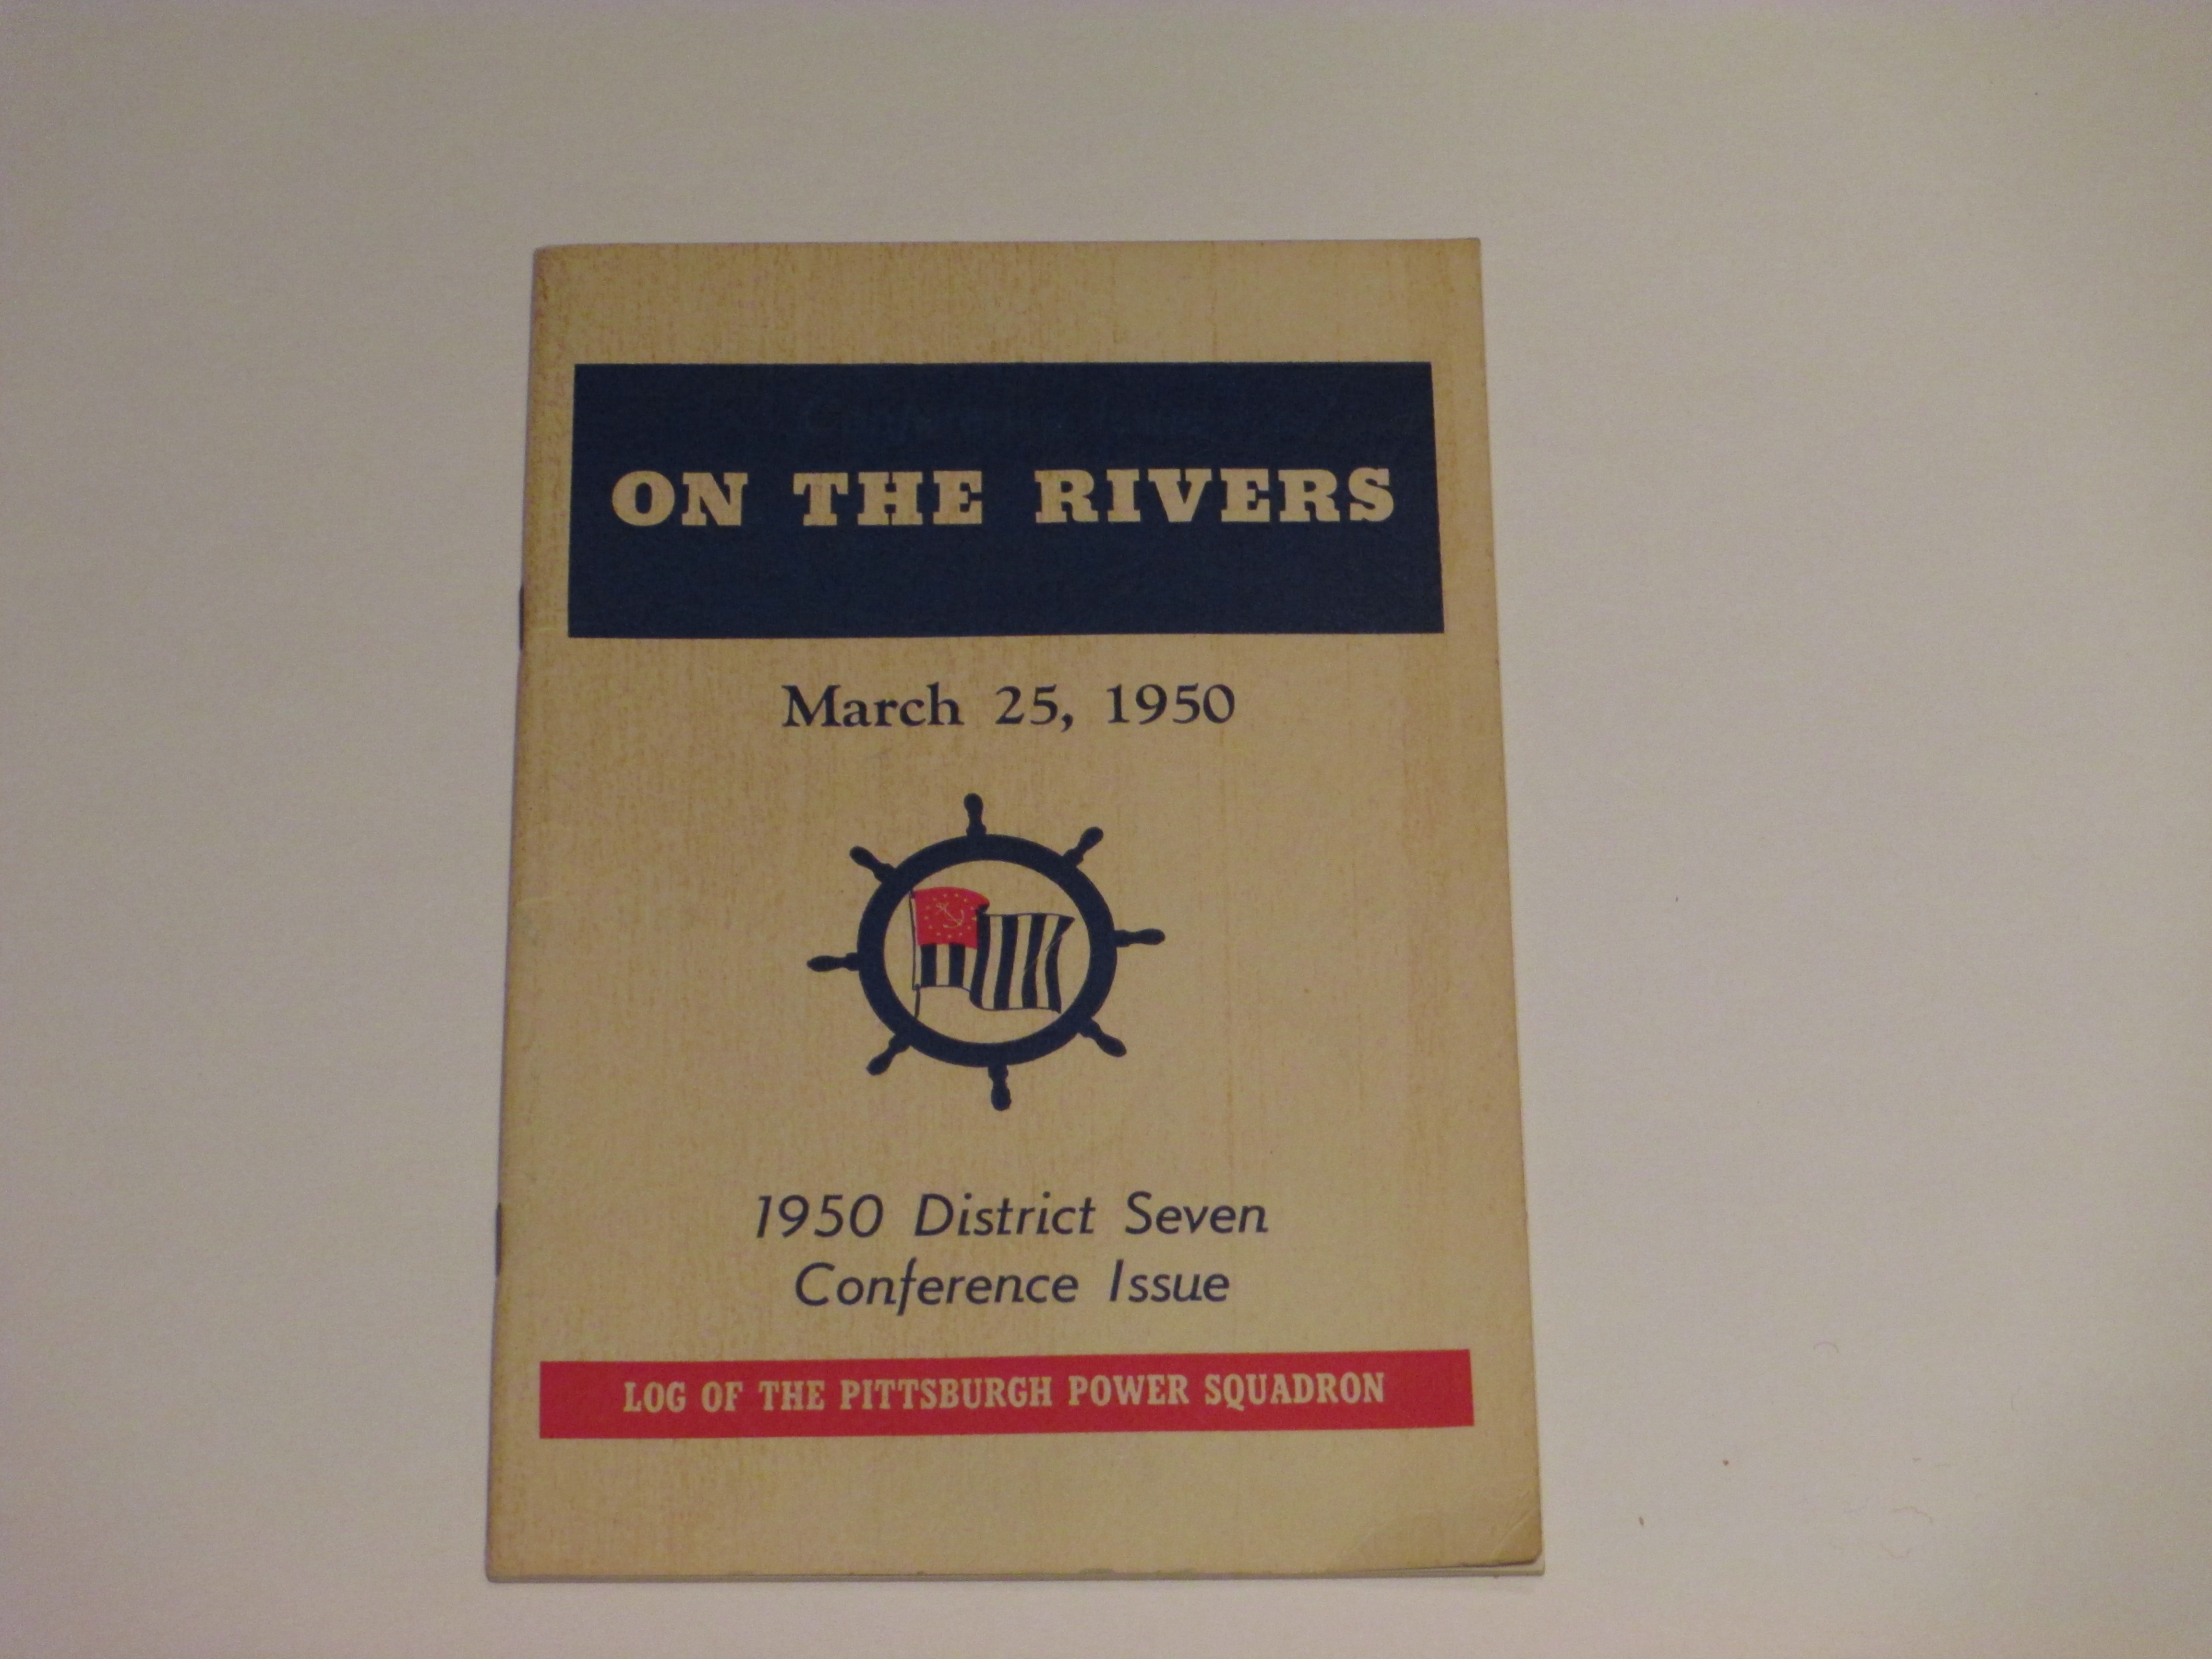 ON THE RIVERS
March 25, 1950
1950 District Seven
Conference Issue
LOG OF THE PITTSBURGH POWER SQUADRON